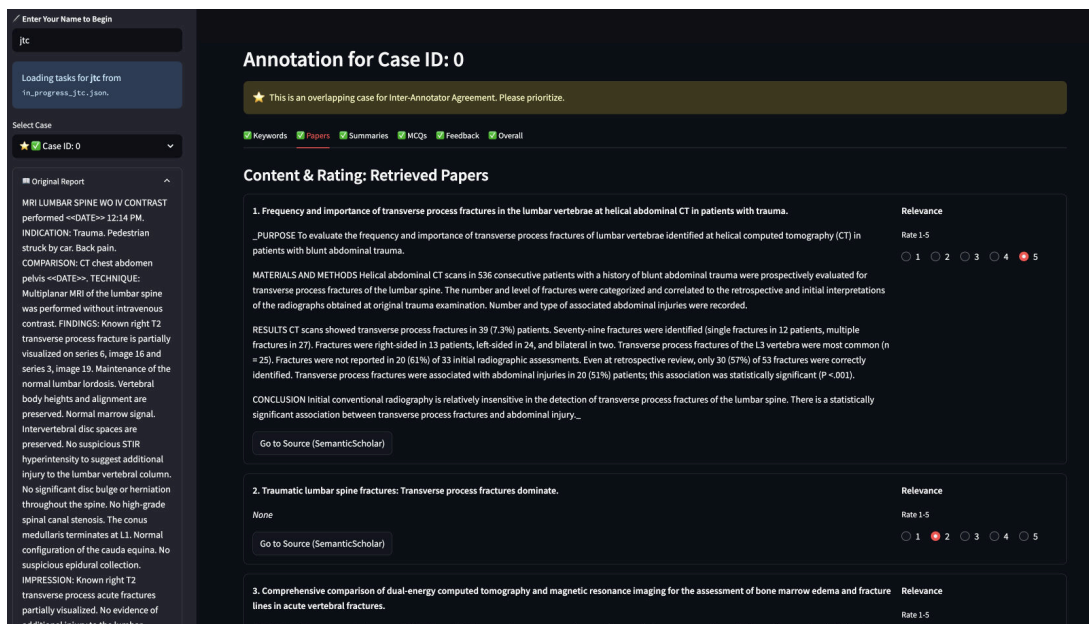 Enter Your Name to Begin
jtc
Loading tasks for jtc from
in_progress_jtc.json.
Select Case
Case ID: 0
Original Report
MRI LUMBAR SPINE WO IV CONTRAST
performed <<DATE>> 12:14 PM.
INDICATION: Trauma. Pedestrian
struck by car. Back pain.
COMPARISON: CT chest abdomen
pelvis <<DATE>>. TECHNIQUE:
Multiplanar MRI of the lumbar spine
was performed without intravenous
contrast. FINDINGS: Known right T2
transverse process fracture is partially
visualized on series 6, image 16 and
series 3, image 19. Maintenance of the
normal lumbar lordosis. Vertebral
body heights and alignment are
preserved. Normal marrow signal.
Intervertebral disc spaces are
preserved. No suspicious STIR
hyperintensity to suggest additional
injury to the lumbar vertebral column.
No significant disc bulge or herniation
throughout the spine. No high-grade
spinal canal stenosis. The conus
medullaris terminates at L1. Normal
configuration of the cauda equina. No
suspicious epidural collection.
IMPRESSION: Known right T2
transverse process acute fractures
partially visualized. No evidence of
additional injury to the lumbar
Annotation for Case ID: 0
This is an overlapping case for Inter-Annotator Agreement. Please prioritize.
Keywords Papers Summaries MCQs Feedback Overall
Content & Rating: Retrieved Papers
1. Frequency and importance of transverse process fractures in the lumbar vertebrae at helical abdominal CT in patients with trauma.
_PURPOSE To evaluate the frequency and importance of transverse process fractures of lumbar vertebrae identified at helical computed tomography (CT) in
patients with blunt abdominal trauma.
MATERIALS AND METHODS Helical abdominal CT scans in 536 consecutive patients with a history of blunt abdominal trauma were prospectively evaluated for
transverse process fractures of the lumbar spine. The number and level of fractures were categorized and correlated to the retrospective and initial interpretations
of the radiographs obtained at original trauma examination. Number and type of associated abdominal injuries were recorded.
RESULTS CT scans showed transverse process fractures in 39 (7.3%) patients. Seventy-nine fractures were identified (single fractures in 12 patients, multiple
fractures in 27). Fractures were right-sided in 13 patients, left-sided in 24, and bilateral in two. Transverse process fractures of the L3 vertebra were most common (n
= 25). Fractures were not reported in 20 (61%) of 33 initial radiographic assessments. Even at retrospective review, only 30 (57%) of 53 fractures were correctly
identified. Transverse process fractures were associated with abdominal injuries in 20 (51%) patients; this association was statistically significant (P <.001).
CONCLUSION Initial conventional radiography is relatively insensitive in the detection of transverse process fractures of the lumbar spine. There is a statistically
significant association between transverse process fractures and abdominal injury._
Go to Source (SemanticScholar)
Relevance
Rate 1-5
1 2 3 4 5
2. Traumatic lumbar spine fractures: Transverse process fractures dominate.
None
Go to Source (SemanticScholar)
Relevance
Rate 1-5
1 2 3 4 5
3. Comprehensive comparison of dual-energy computed tomography and magnetic resonance imaging for the assessment of bone marrow edema and fracture
lines in acute vertebral fractures.
Relevance
Rate 1-5